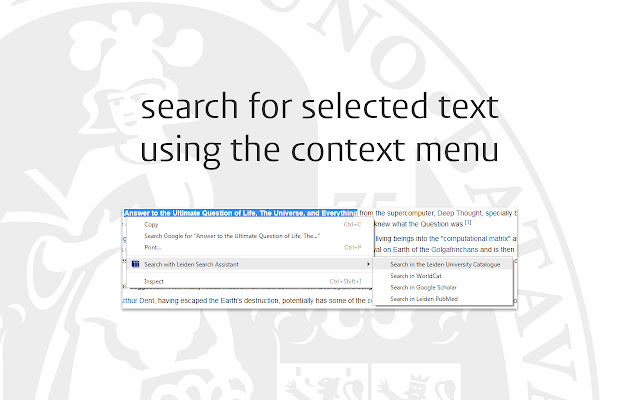 search for selected text
using the context menu
Answer to the Ultimate Question of Life, The Universe, and Everything from the supercomputer, Deep Thought, specially b
Copy Ctrl+C
knew what the Question was.[1]
Search Google for "Answer to the Ultimate Question of Life, The..."
living beings into the "computational matrix" a
Print... Ctrl+P
val on Earth of the Golgafrinchans and is then
Search with Leiden Search Assistant
Search in the Leiden University Catalogue
Search in WorldCat
Inspect Ctrl+Shift+I
Search in Google Scholar
Search in Leiden PubMed
rthur Dent, having escaped the Earth's destruction, potentially has some of the co